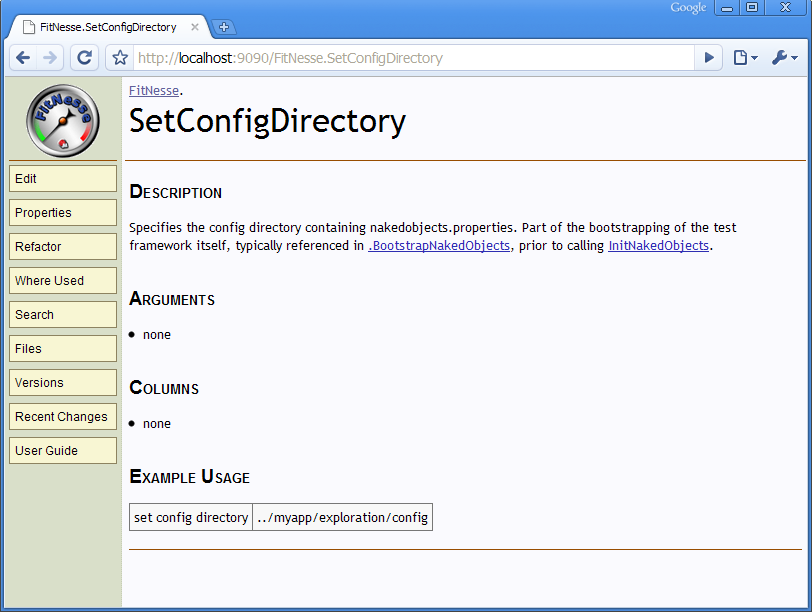 Google
FitNesse.SetConfigDirectory
http://localhost:9090/FitNesse.SetConfigDirectory
FitNesse
FitNesse.
SetConfigDirectory
Edit
Properties
Refactor
Where Used
Search
Files
Versions
Recent Changes
User Guide
Description
Specifies the config directory containing nakedobjects.properties. Part of the bootstrapping of the test
framework itself, typically referenced in .BootstrapNakedObjects, prior to calling InitNakedObjects.
Arguments
• none
Columns
• none
Example Usage
set config directory ../myapp/exploration/config